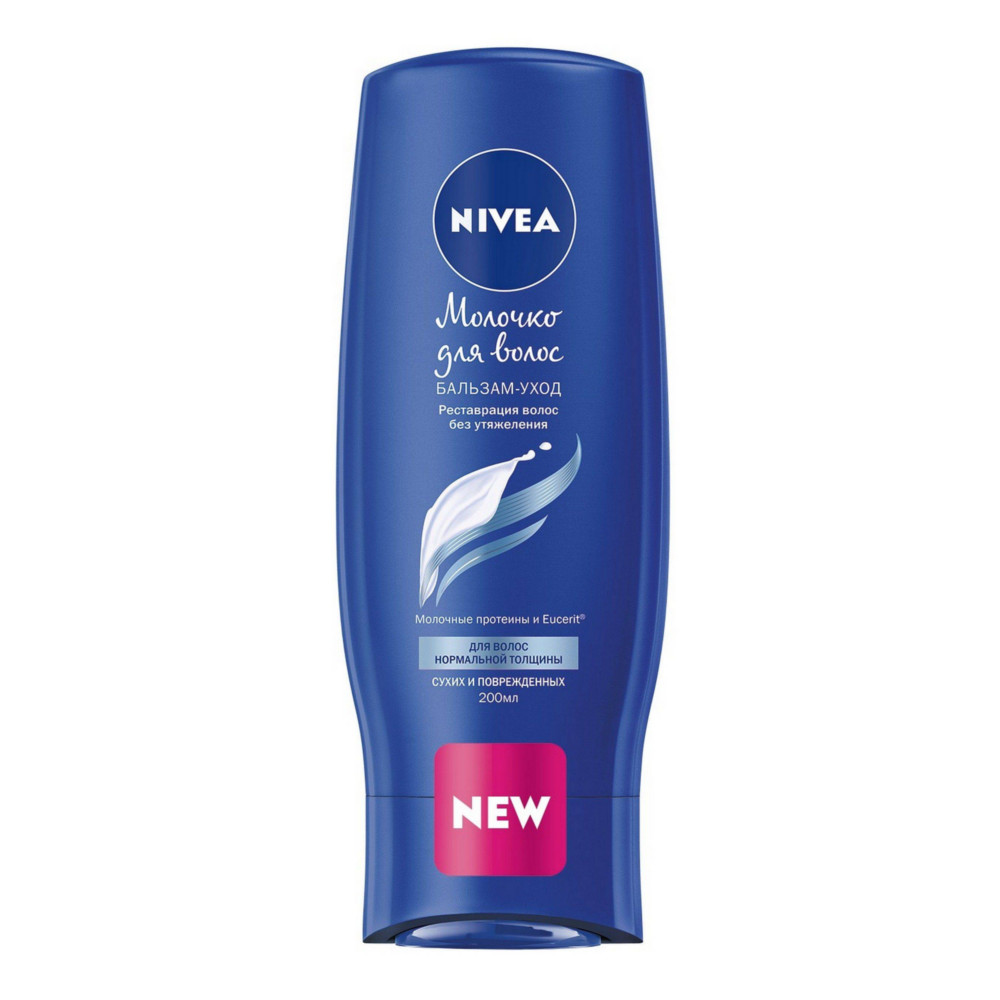 NIVEA
Молочко
для волос
БАЛЬЗАМ-УХОД
Реставрация волос
без утяжеления
Молочные протеины и Eucerit®
ДЛЯ ВОЛОС
НОРМАЛЬНОЙ ТОЛЩИНЫ
СУХИХ И ПОВРЕЖДЕННЫХ
200мл
NEW